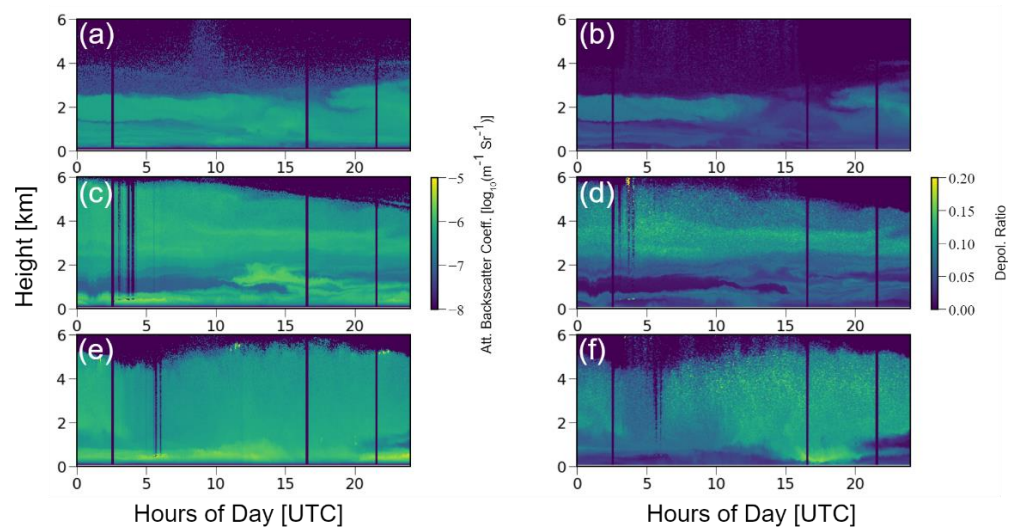 (a)
6
4
2
0
0 5 10 15 20
(b)
6
4
2
0
0 5 10 15 20
(c)
6
4
2
0
0 5 10 15 20
−5
−6
−7
−8
Att. Backscatter Coeff. [log10(m-1 Sr-1)]
(d)
6
4
2
0
0 5 10 15 20
0.20
0.15
0.10
0.05
0.00
Depol. Ratio
Height [km]
(e)
6
4
2
0
0 5 10 15 20
(f)
6
4
2
0
0 5 10 15 20
Hours of Day [UTC]
Hours of Day [UTC]